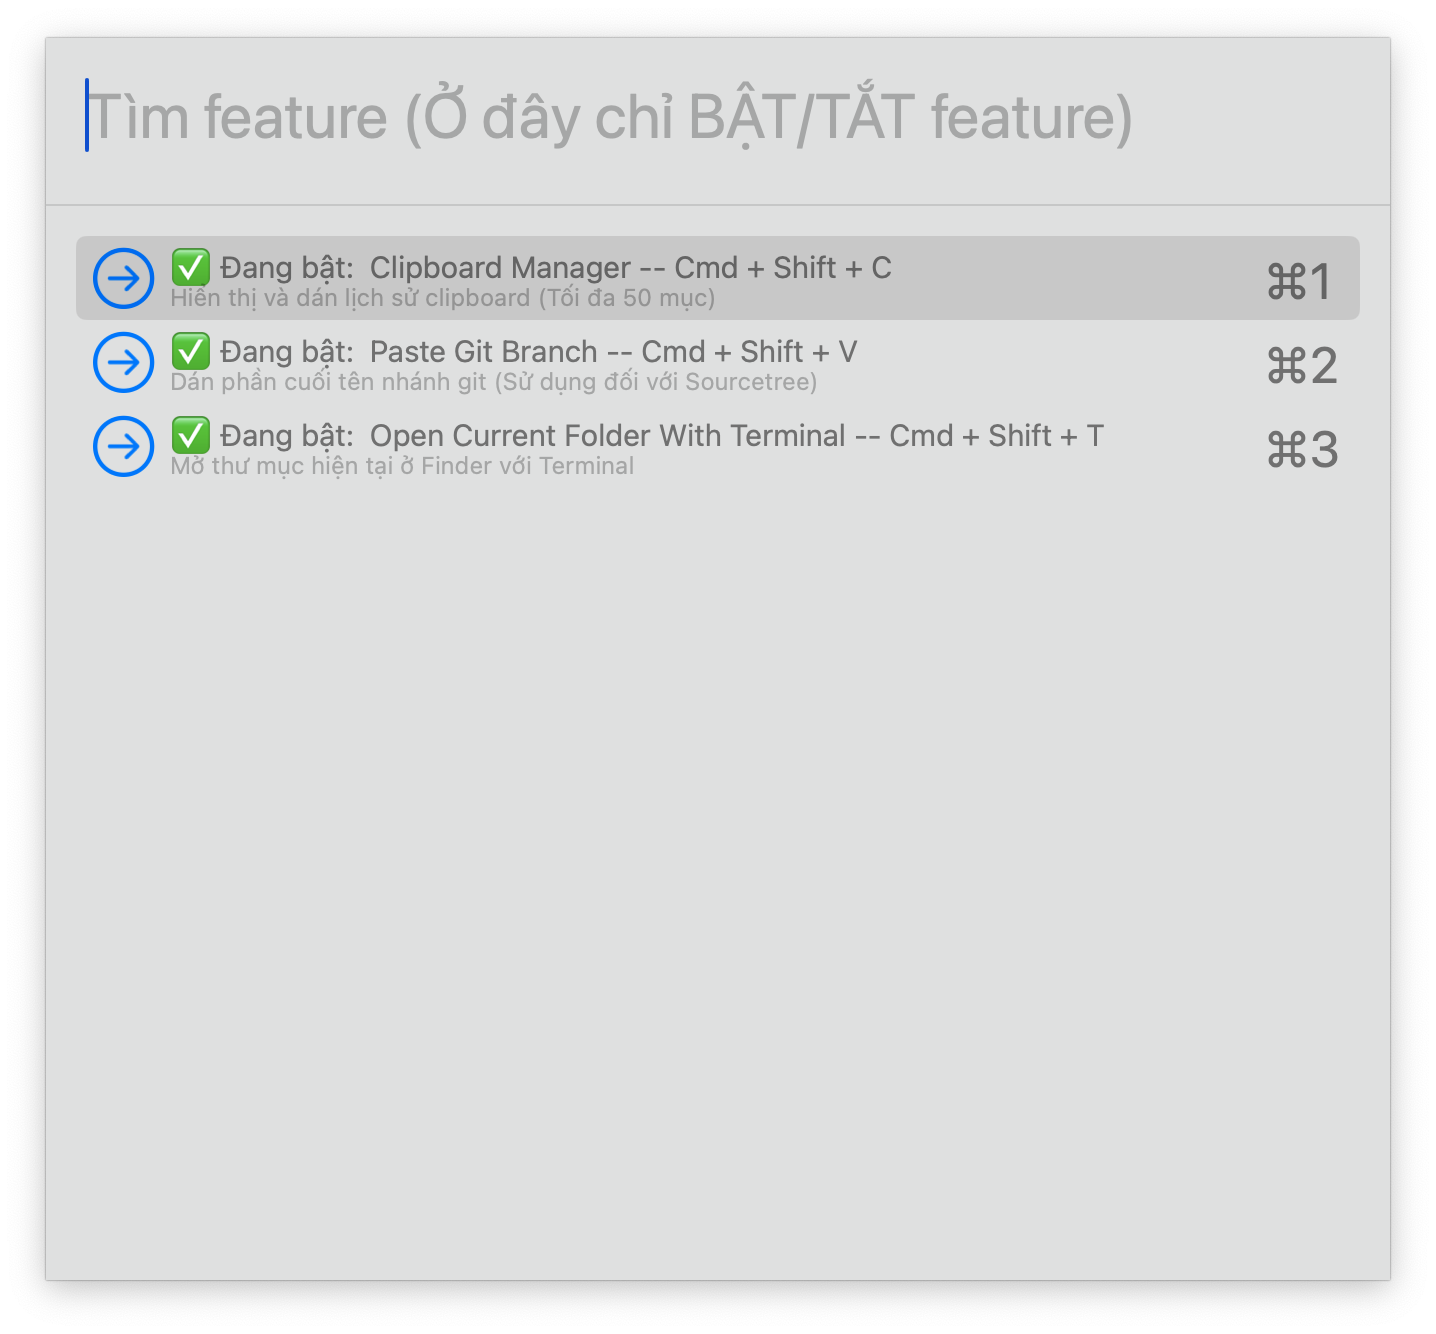 Tìm feature (Ở đây chỉ BẬT/TẮT feature)
✅ Đang bật:  Clipboard Manager -- Cmd + Shift + C
Hiển thị và dán lịch sử clipboard (Tối đa 50 mục)
⌘1
✅ Đang bật:  Paste Git Branch -- Cmd + Shift + V
Dán phần cuối tên nhánh git (Sử dụng đối với Sourcetree)
⌘2
✅ Đang bật:  Open Current Folder With Terminal -- Cmd + Shift + T
Mở thư mục hiện tại ở Finder với Terminal
⌘3